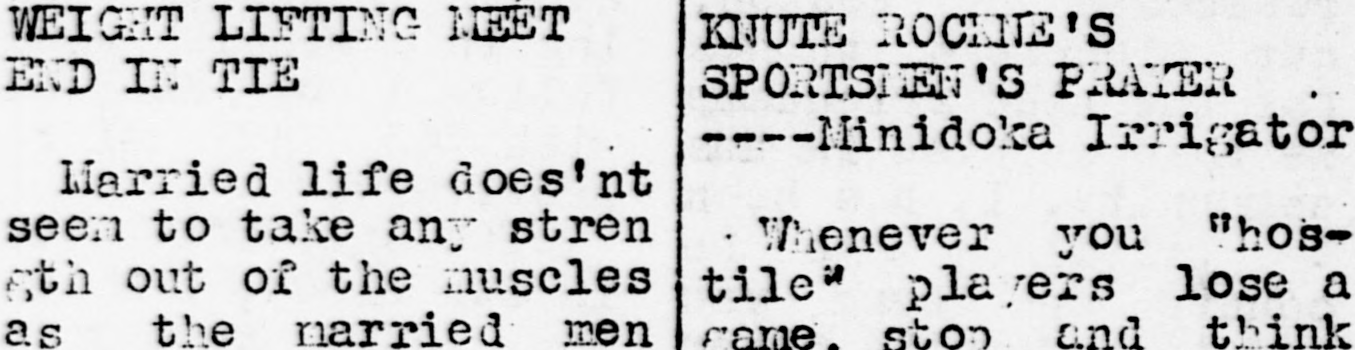 WEIGHT LIFTING MEET
END IN TIE
Married life does'nt
seem to take any stren
gth out of the muscles
as the married men
KNUTE ROCKNE'S
SPORTSMEN'S PRAYER
----Minidoka Irrigator
Whenever you "hos-
tile" players lose a
game, stop and think